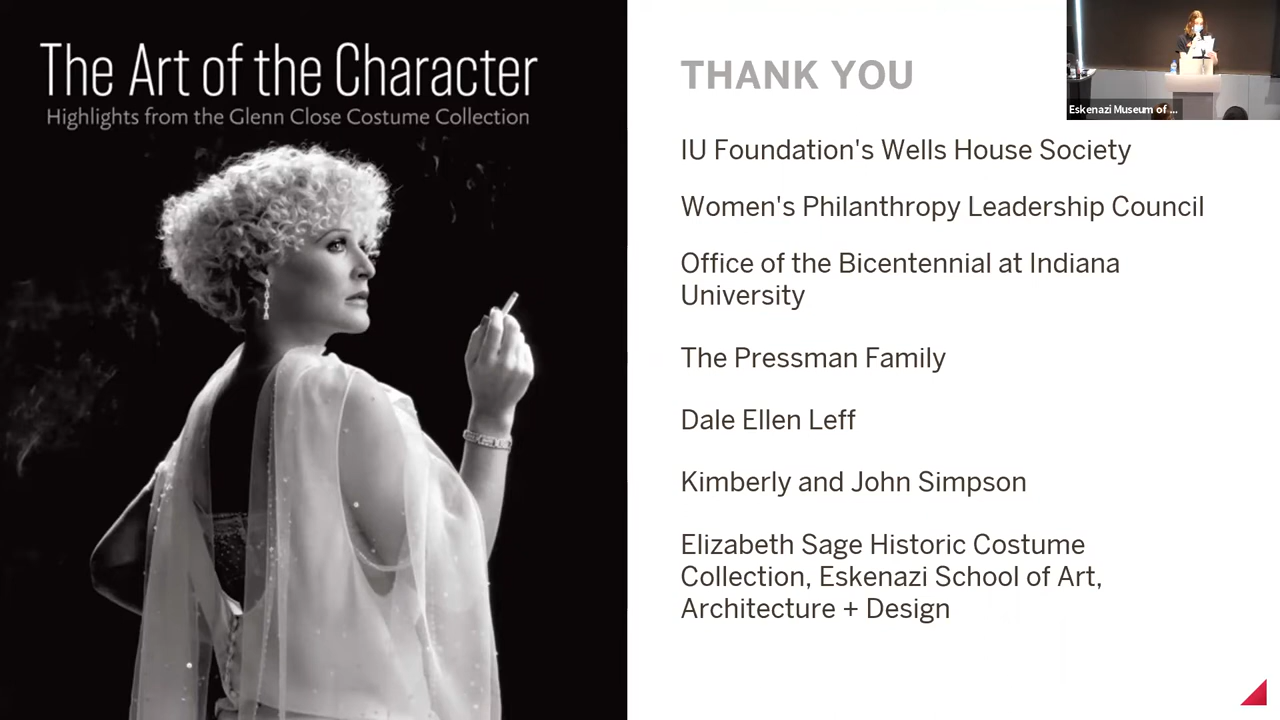 The Art of the Character
Highlights from the Glenn Close Costume Collection
THANK YOU
Eskenazi Museum of ...
IU Foundation's Wells House Society
Women's Philanthropy Leadership Council
Office of the Bicentennial at Indiana
University
The Pressman Family
Dale Ellen Leff
Kimberly and John Simpson
Elizabeth Sage Historic Costume
Collection, Eskenazi School of Art,
Architecture + Design